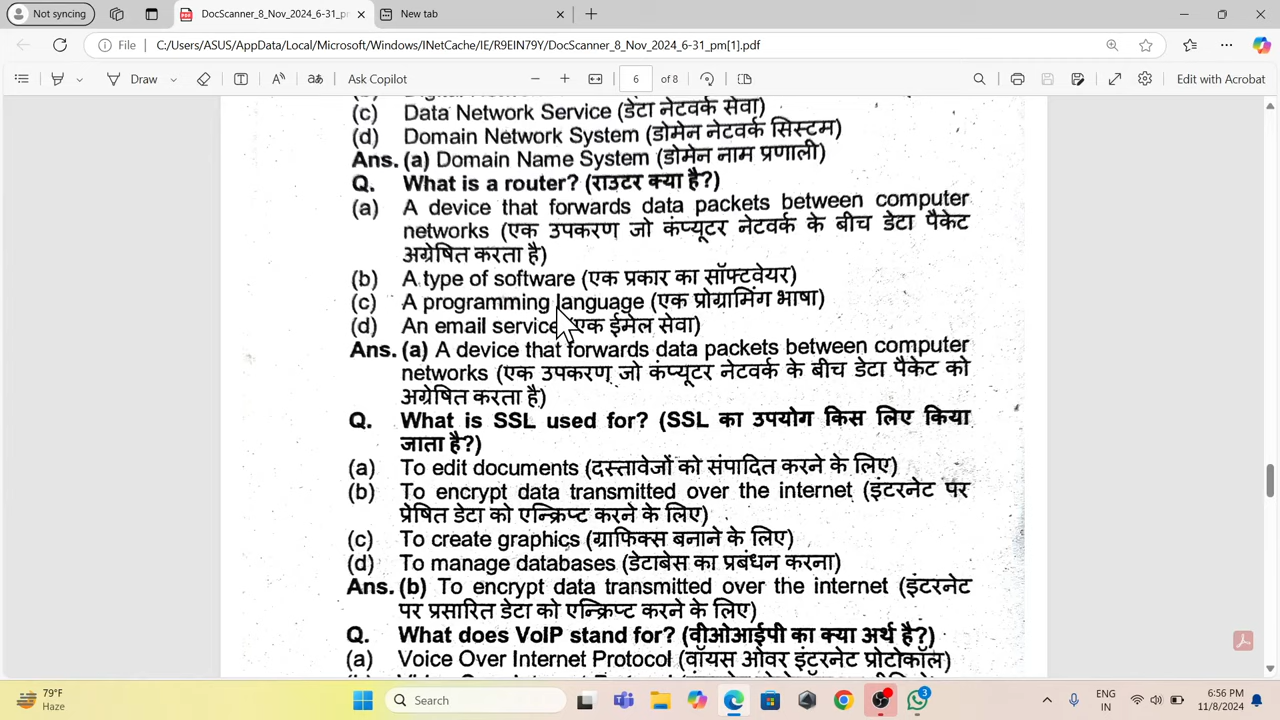 Not syncing
DocScanner_8_Nov_2024_6-31_pr
New tab
File
C:/Users/ASUS/AppData/Local/Microsoft/Windows/INetCache/IE/R9EIN79Y/DocScanner_8_Nov_2024_6-31_pm[1].pdf
Draw
Ask Copilot
6 of 8
Edit with Acrobat
(c) Data Network Service (डेटा नेटवर्क सेवा)
(d) Domain Network System (डोमेन नेटवर्क सिस्टम)
Ans. (a) Domain Name System (डोमेन नाम प्रणाली)
Q. What is a router? (राउटर क्या है?)
(a) A device that forwards data packets between computer
networks (एक उपकरण जो कंप्यूटर नेटवर्क के बीच डेटा पैकेट
अग्रेषित करता है)
(b) A type of software (एक प्रकार का सॉफ्टवेयर)
(c) A programming language (एक प्रोग्रामिंग भाषा)
(d) An email service (एक ईमेल सेवा)
Ans. (a) A device that forwards data packets between computer
networks (एक उपकरण जो कंप्यूटर नेटवर्क के बीच डेटा पैकेट को
अग्रेषित करता है)
Q. What is SSL used for? (SSL का उपयोग किस लिए किया
जाता है?)
(a) To edit documents (दस्तावेजों को संपादित करने के लिए)
(b) To encrypt data transmitted over the internet (इंटरनेट पर
प्रेषित डेटा को एन्क्रिप्ट करने के लिए)
(c) To create graphics (ग्राफिक्स बनाने के लिए)
(d) To manage databases (डेटाबेस का प्रबंधन करना)
Ans. (b) To encrypt data transmitted over the internet (इंटरनेट
पर प्रसारित डेटा को एन्क्रिप्ट करने के लिए)
Q. What does VoIP stand for? (वीओआईपी का क्या अर्थ है?)
(a) Voice Over Internet Protocol (वॉयस ओवर इंटरनेट प्रोटोकॉल)
79°F
Haze
Search
3
ENG
IN
6:56 PM
11/8/2024